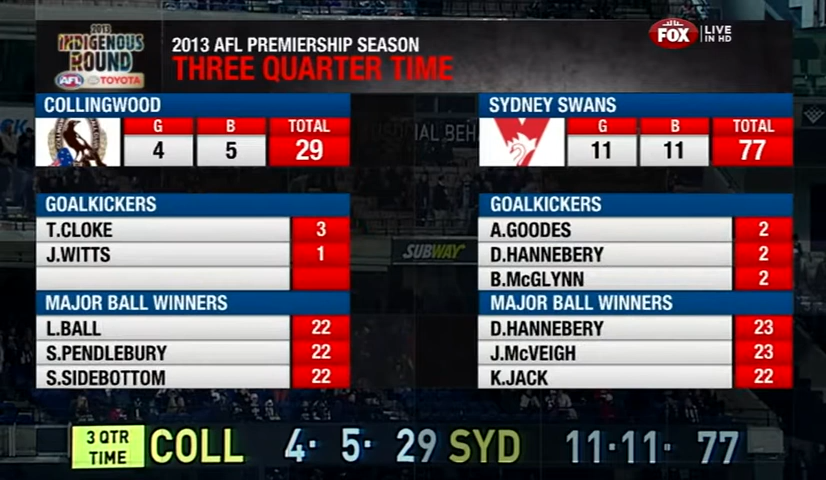 2013
INDIGENOUS
ROUND
AFL TOYOTA
2013 AFL PREMIERSHIP SEASON
THREE QUARTER TIME
FOX LIVE IN HD
COLLINGWOOD
G B TOTAL
4 5 29
SYDNEY SWANS
G B TOTAL
11 11 77
GOALKICKERS
T.CLOKE 3
J.WITTS 1
GOALKICKERS
A.GOODES 2
D.HANNEBERY 2
B.McGLYNN 2
SUBWAY
MAJOR BALL WINNERS
L.BALL 22
S.PENDLEBURY 22
S.SIDEBOTTOM 22
MAJOR BALL WINNERS
D.HANNEBERY 23
J.McVEIGH 23
K.JACK 22
3 QTR TIME COLL 4· 5· 29 SYD 11·11· 77